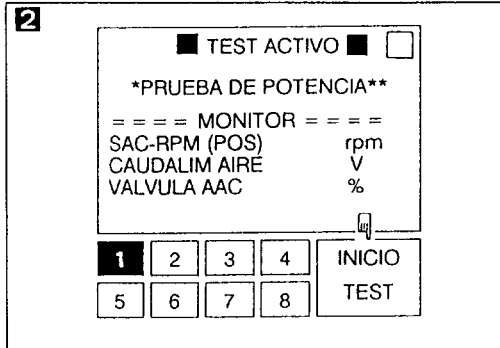 2
■ TEST ACTIVO ■ □
*PRUEBA DE POTENCIA**
= = = = MONITOR = = = =
SAC-RPM (POS) rpm
CAUDALIM AIRE V
VALVULA AAC %
1 2 3 4 INICIO
5 6 7 8 TEST